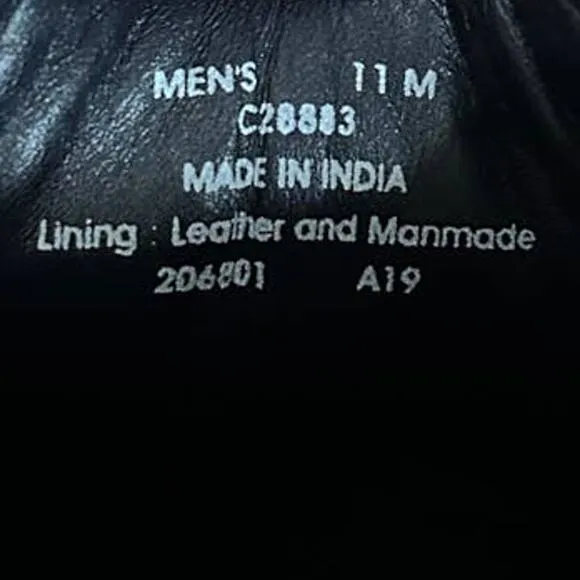 MEN'S 11 M
C28883
MADE IN INDIA
Lining : Leather and Manmade
206801 A19